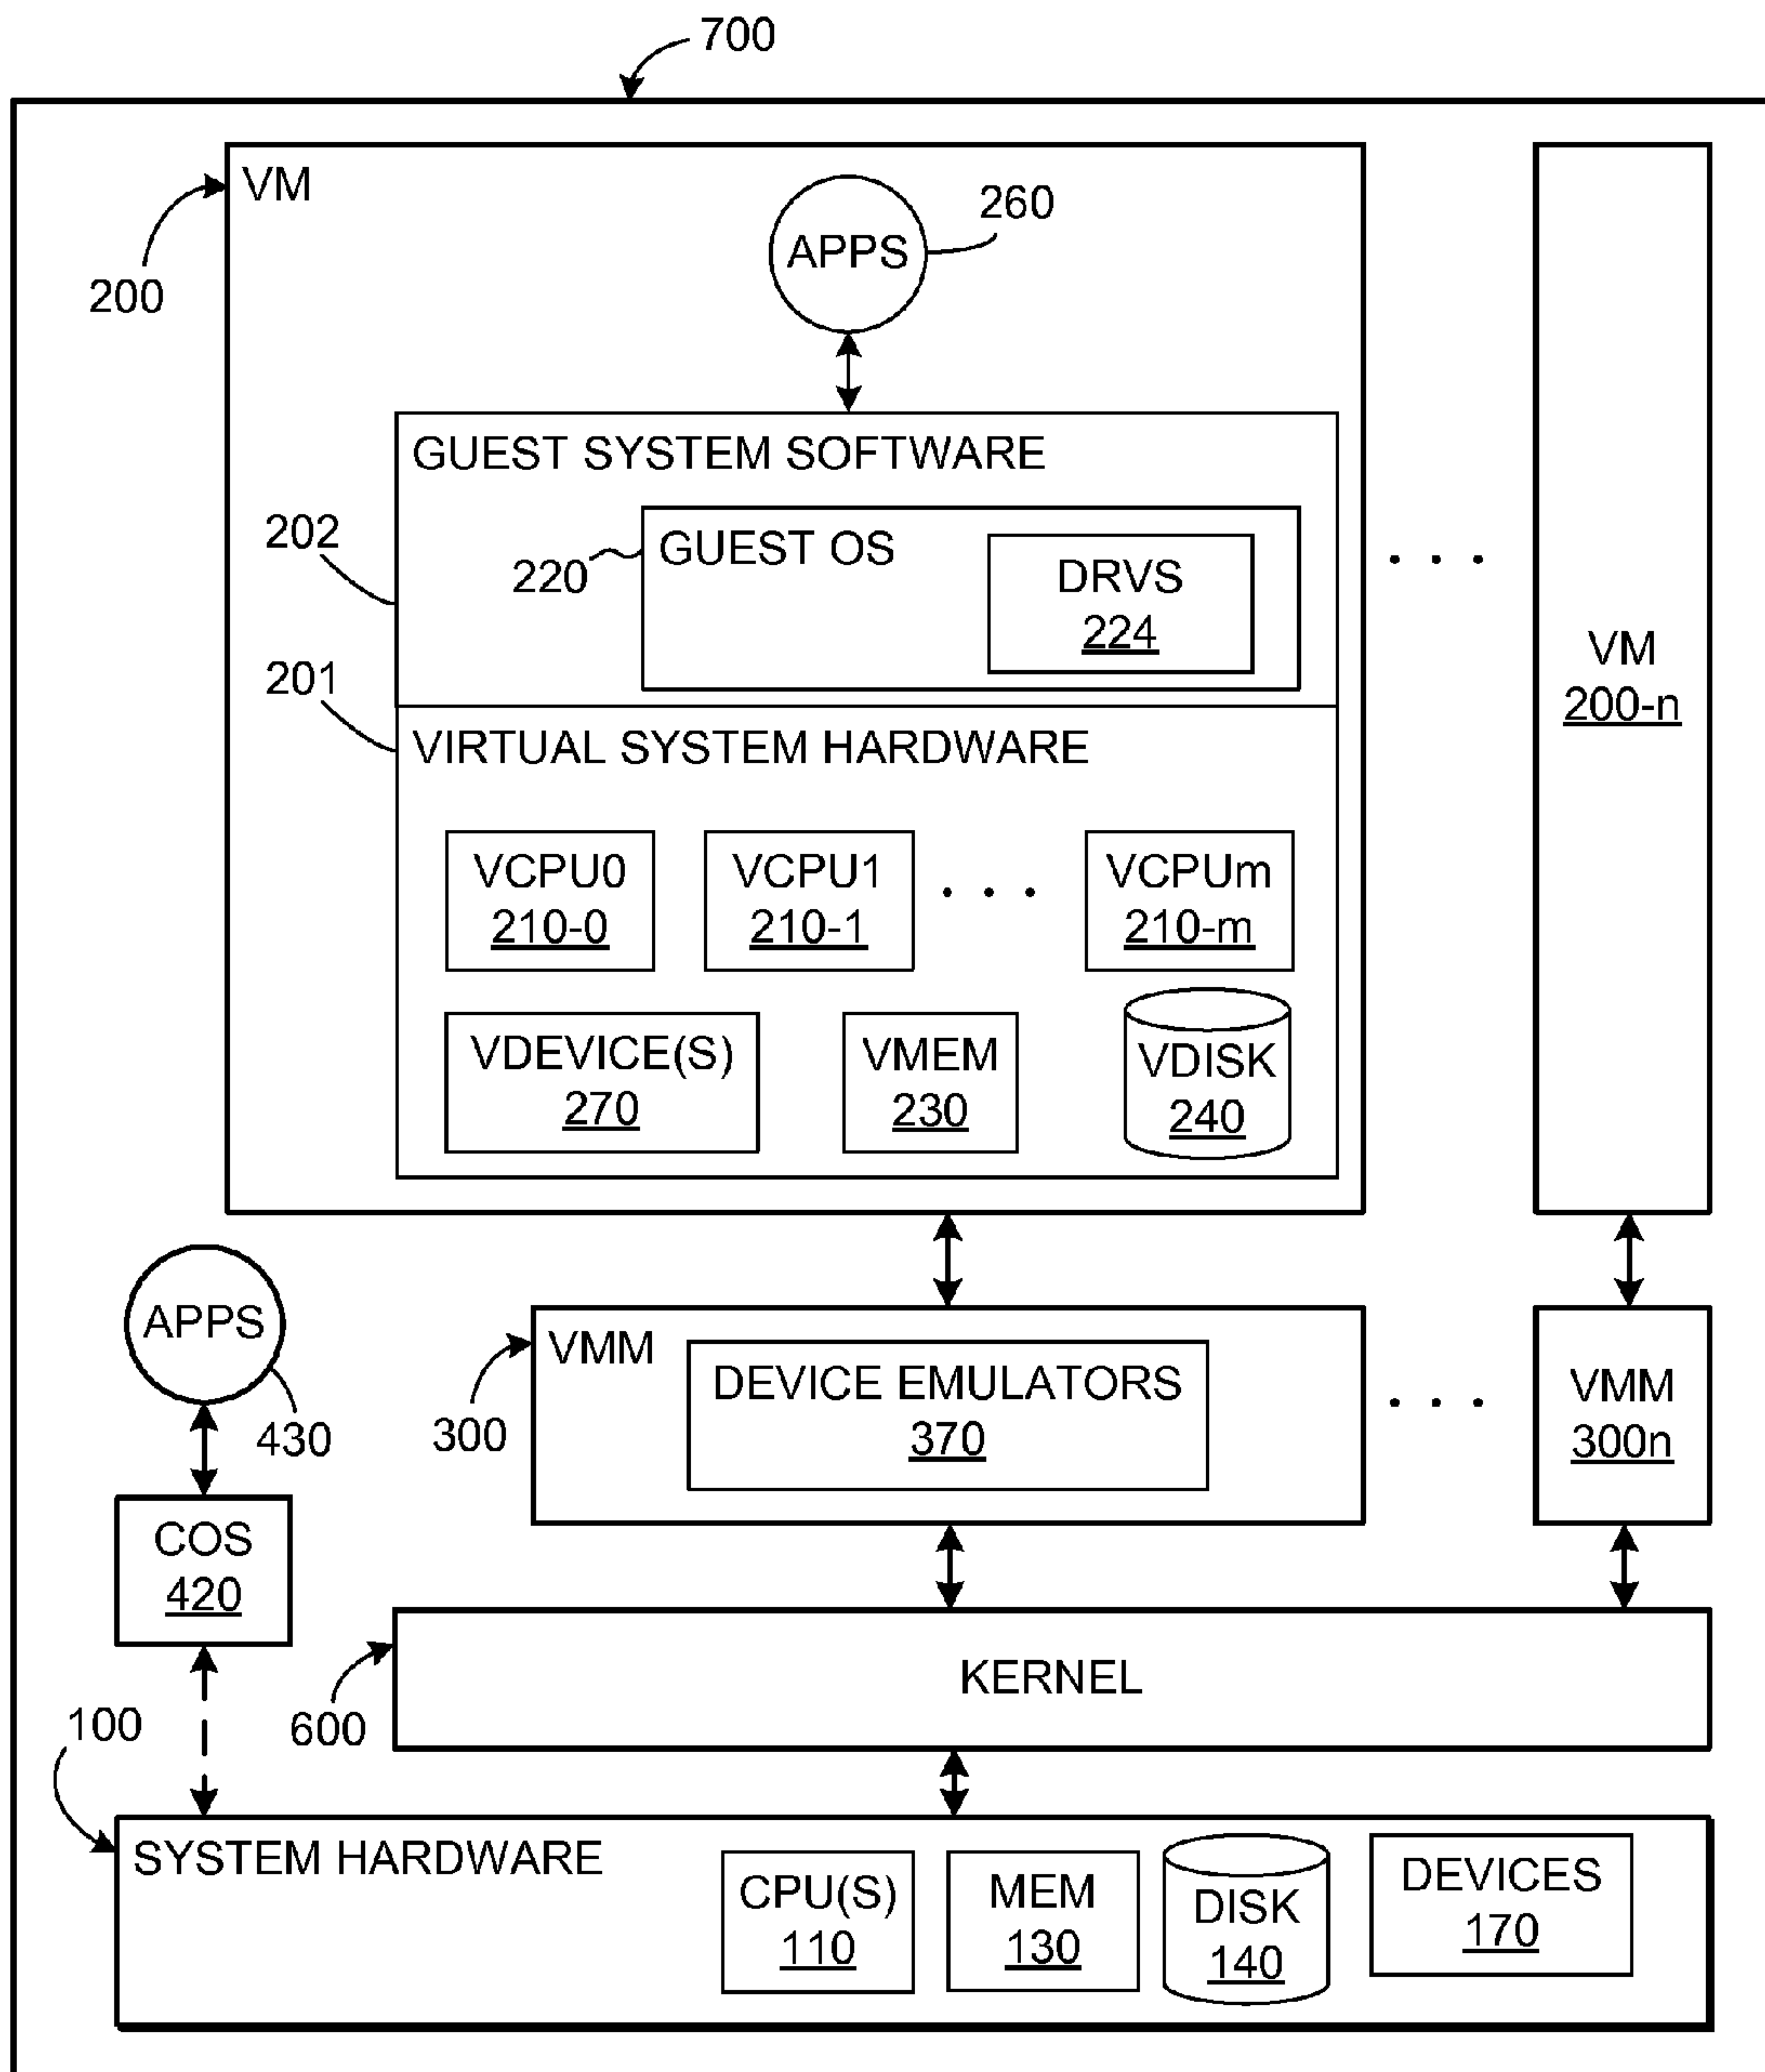 700
VM
200
APPS
260
GUEST SYSTEM SOFTWARE
202
GUEST OS
220
DRVS
224
. . .
VM
200-n
201
VIRTUAL SYSTEM HARDWARE
VCPU0
210-0
VCPU1
210-1
. . .
VCPUm
210-m
VDEVICE(S)
270
VMEM
230
VDISK
240
APPS
430
VMM
300
DEVICE EMULATORS
370
. . .
VMM
300n
COS
420
KERNEL
600
100
SYSTEM HARDWARE
CPU(S)
110
MEM
130
DISK
140
DEVICES
170